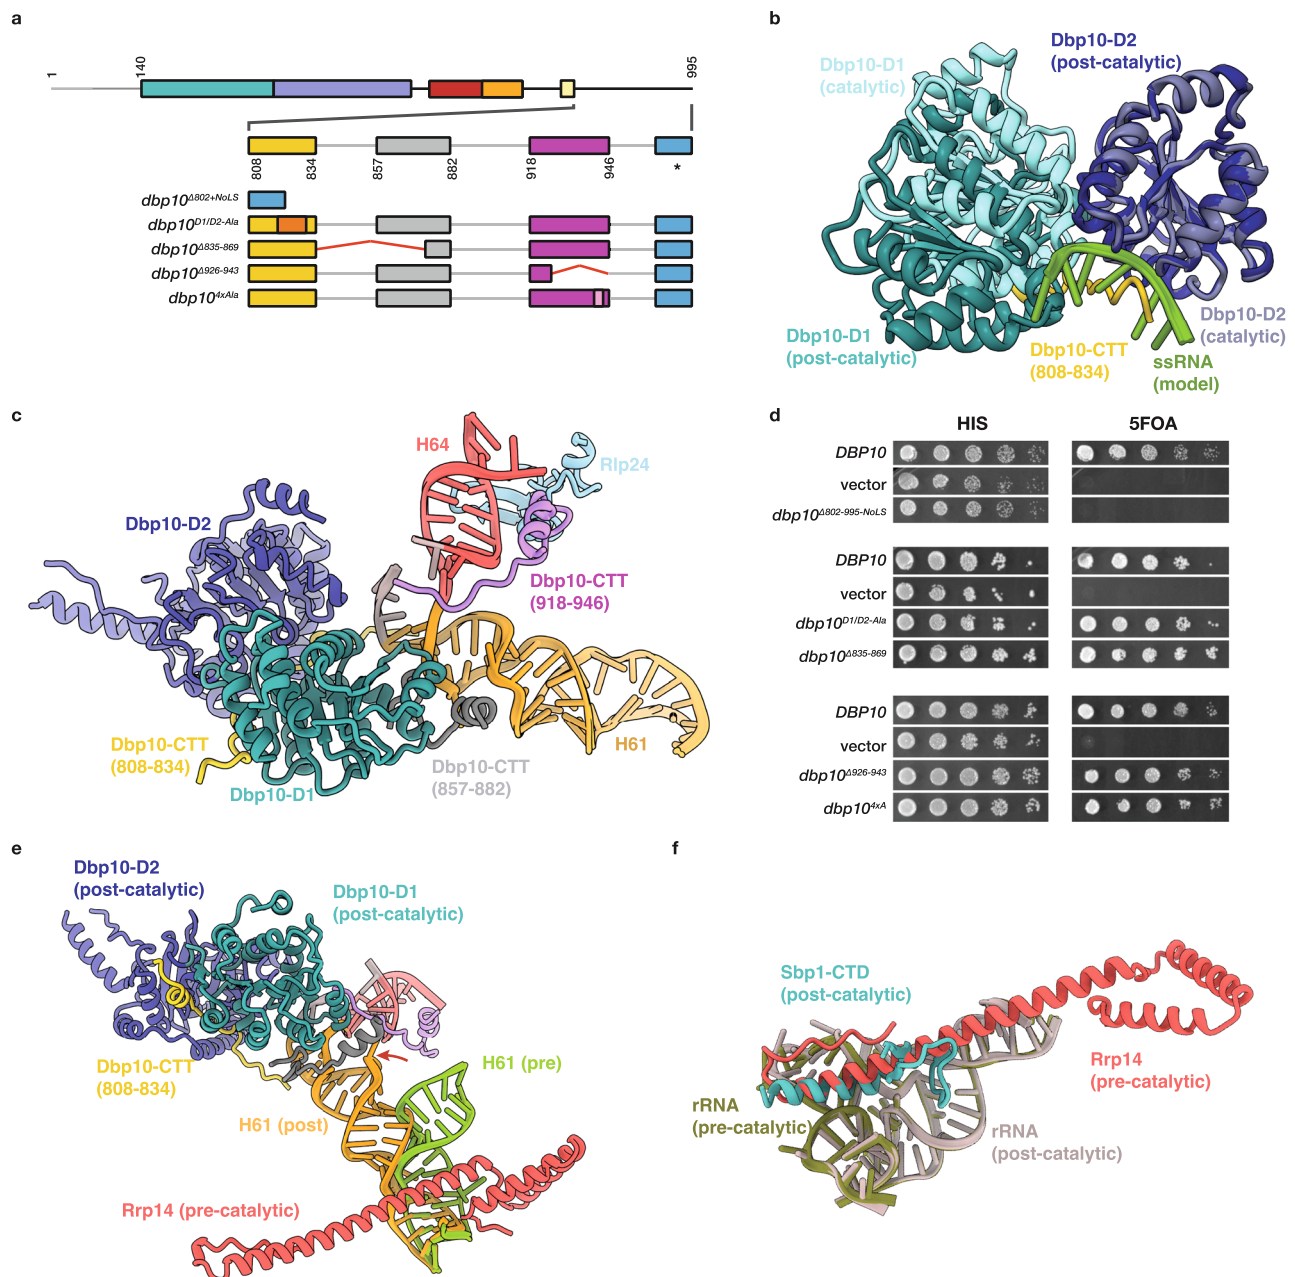 a
1
140
995
808
834
857
882
918
946
*
dbp10Δ802+NoLS
dbp10D1/D2-Ala
dbp10Δ835-869
dbp10Δ926-943
dbp104xAla
b
Dbp10-D1
(catalytic)
Dbp10-D2
(post-catalytic)
Dbp10-D1
(post-catalytic)
Dbp10-CTT
(808-834)
Dbp10-D2
(catalytic)
ssRNA
(model)
c
H64
Rlp24
Dbp10-D2
Dbp10-CTT
(918-946)
Dbp10-CTT
(808-834)
Dbp10-D1
Dbp10-CTT
(857-882)
H61
d
HIS
5FOA
DBP10
vector
dbp10Δ802-995-NoLS
DBP10
vector
dbp10D1/D2-Ala
dbp10Δ835-869
DBP10
vector
dbp10Δ926-943
dbp104xA
e
Dbp10-D2
(post-catalytic)
Dbp10-D1
(post-catalytic)
Dbp10-CTT
(808-834)
H61 (pre)
H61 (post)
Rrp14 (pre-catalytic)
f
Sbp1-CTD
(post-catalytic)
Rrp14
(pre-catalytic)
rRNA
(pre-catalytic)
rRNA
(post-catalytic)